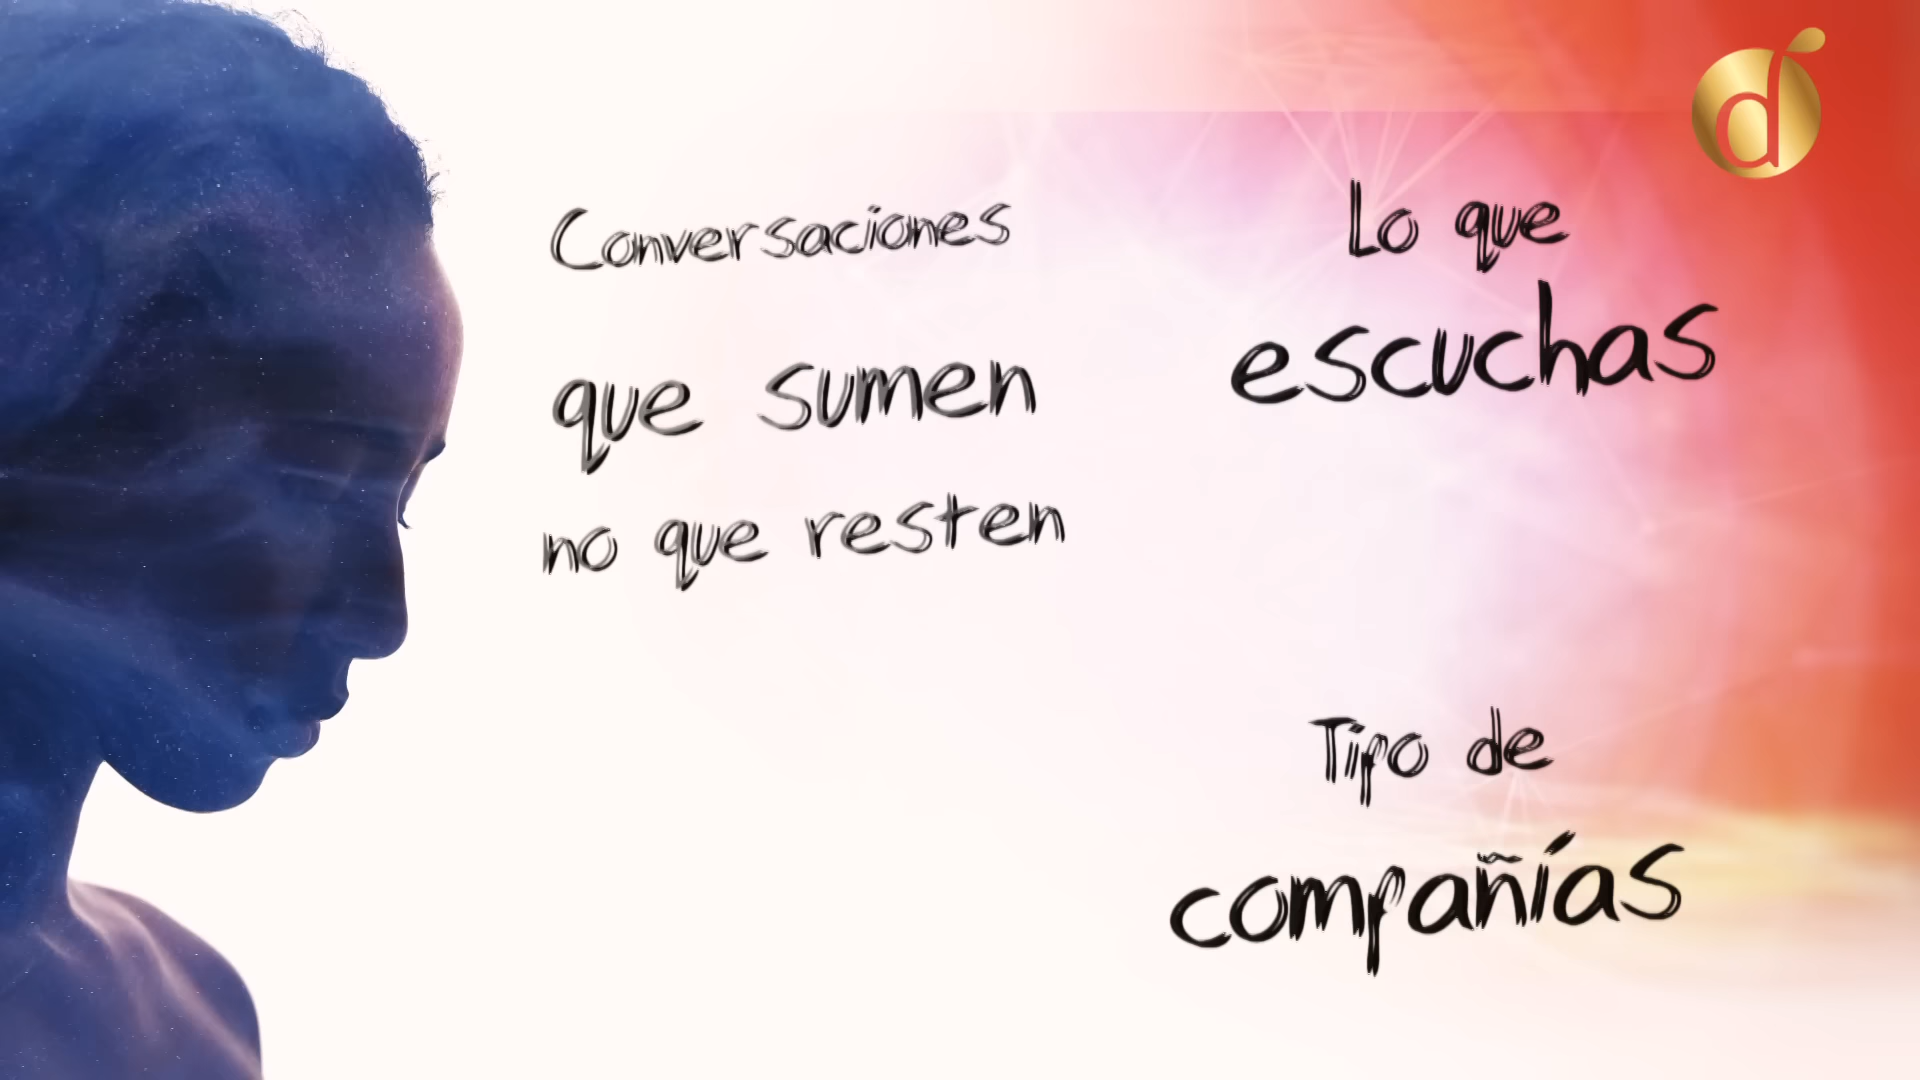 Conversaciones
que sumen
no que resten
Lo que
escuchas
Tipo de
compañías
d